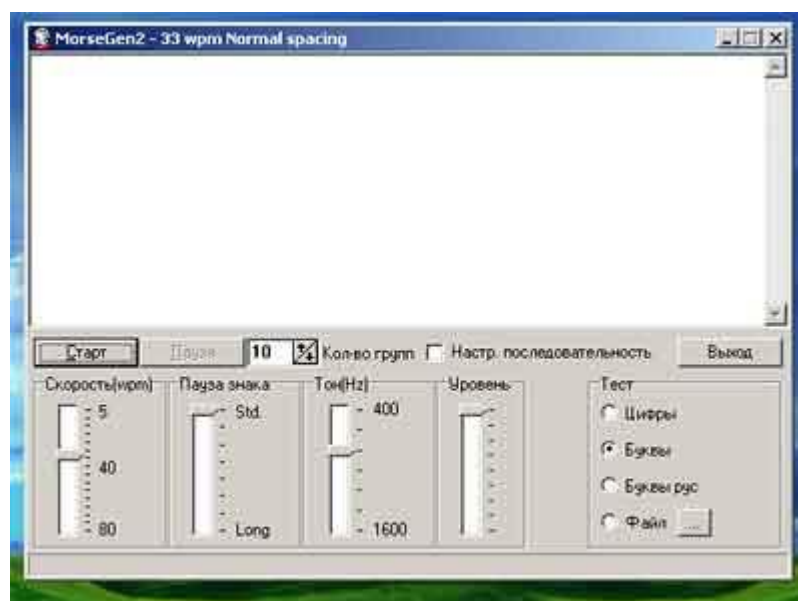 MorseGen2 - 33 wpm Normal spacing
Старт Пауза 10 Кол-во групп Настр. последовательность Выход
Скорость(wpm) Пауза знака Тон(Hz) Уровень Тест
5 Std. 400 Цифры
Буквы
40
Буквы рус
80 Long 1600 Файл ...